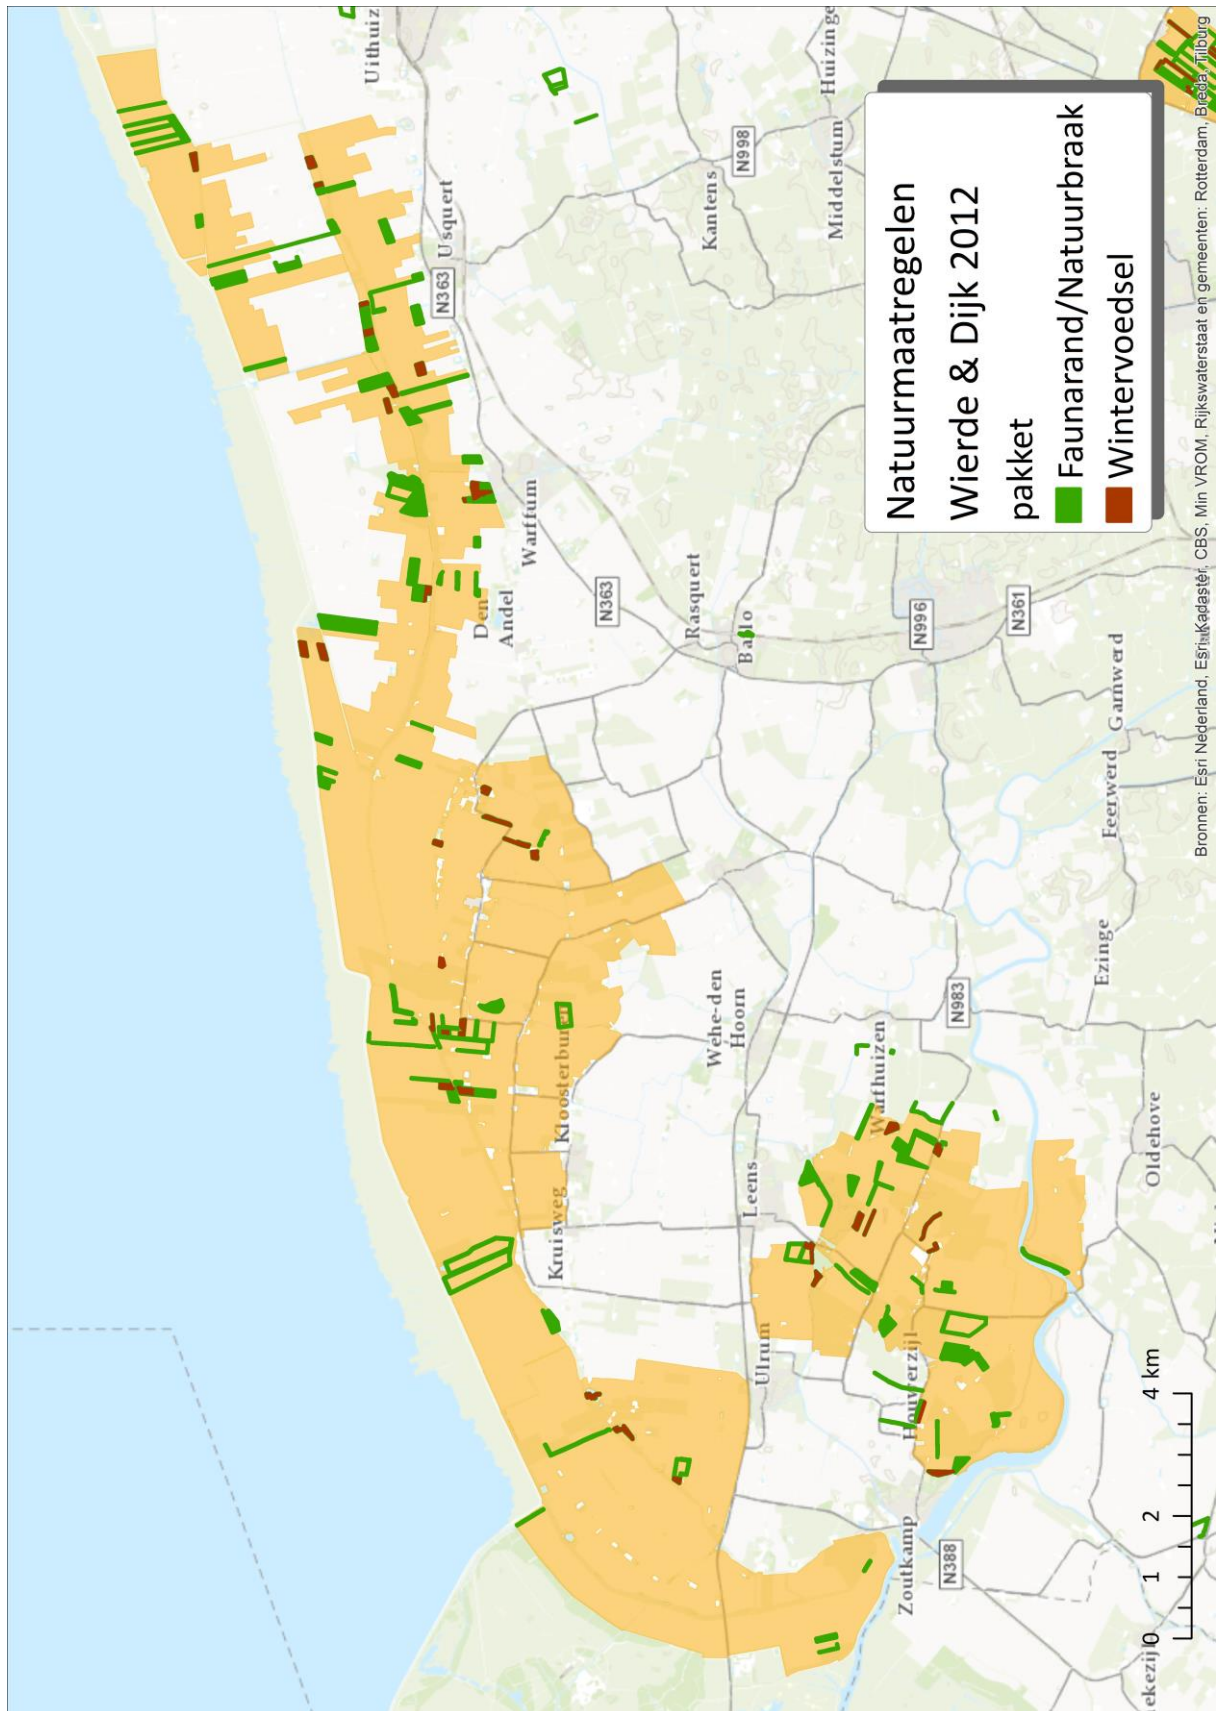 Uithuiz
Usquert
N363
Kantens
N998
Huizinge
Middelstum
Warffum
Den
Andel
N363
Rasquert
Baflo
N996
N361
Garnwerd
Feerwerd
Ezinge
Wehe-den
Hoorn
Kloosterburen
Kruisweg
Leens
Warfhuizen
N983
Oldehove
Ulrum
Houwerzijl
Zoutkamp
N388
ekezijl
Natuurmaatregelen
Wierde & Dijk 2012
pakket
Faunarand/Natuurbraak
Wintervoedsel
0 1 2 4 km
Bronnen: Esri Nederland, Esri, Kadaster, CBS, Min VROM, Rijkswaterstaat en gemeenten: Rotterdam, Breda, Tilburg